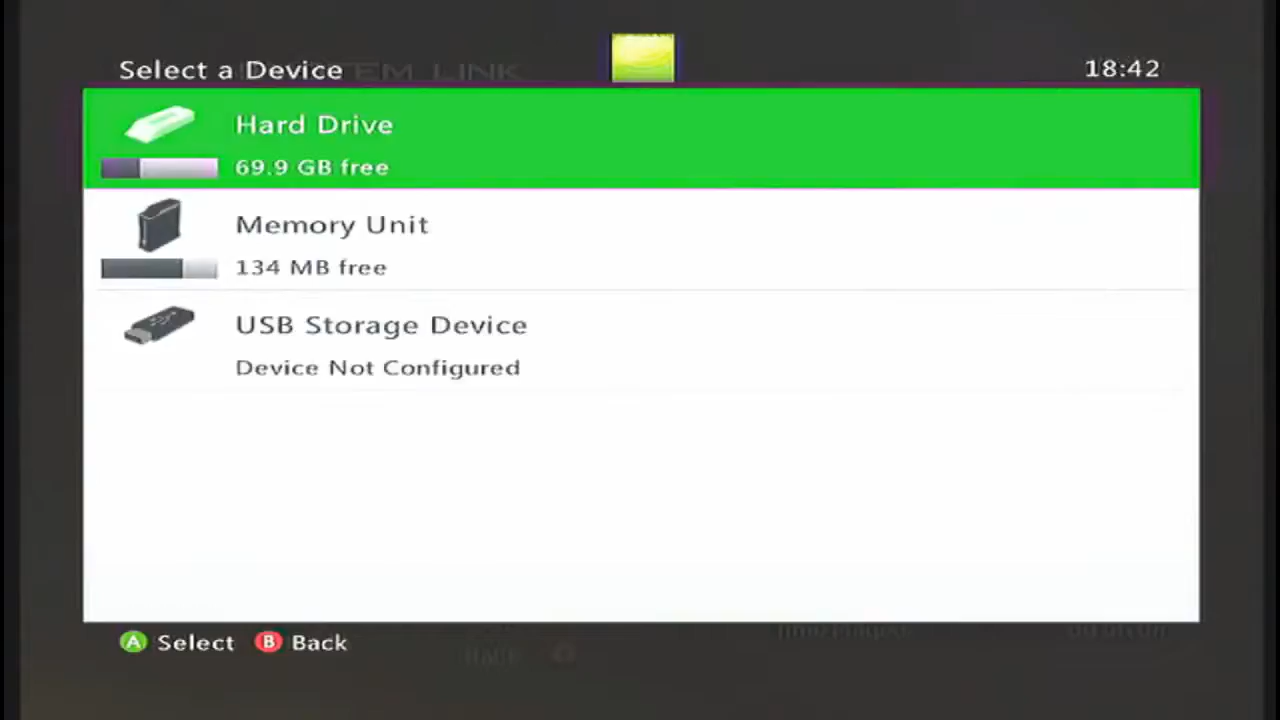 Select a Device
18:42
Hard Drive
69.9 GB free
Memory Unit
134 MB free
USB Storage Device
Device Not Configured
A Select B Back